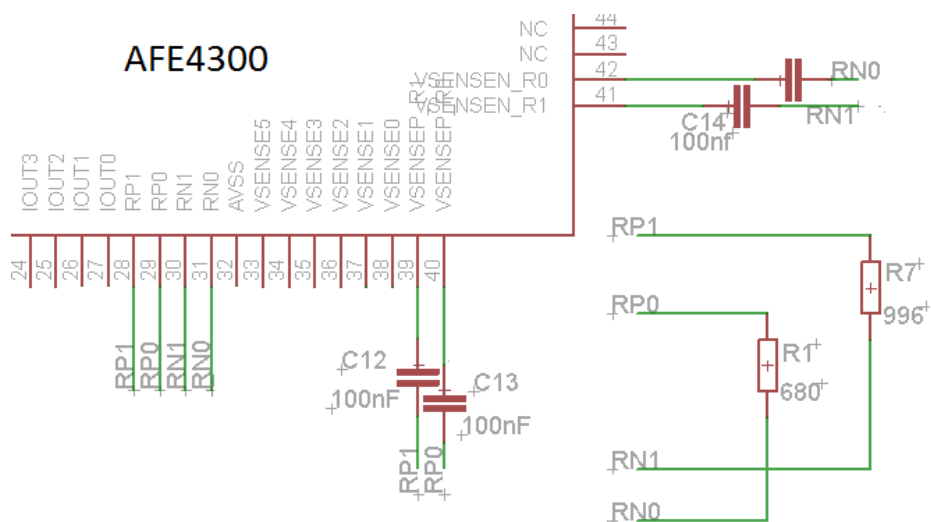 AFE4300
NC
44
NC
43
VSENSEN_R0
42
VSENSEN_R1
41
RN0
RN1
C14
100nf
IOUT3
IOUT2
IOUT1
IOUT0
RP1
RP0
RN1
RN0
AVSS
VSENSE5
VSENSE4
VSENSE3
VSENSE2
VSENSE1
VSENSE0
VSENSEP_R1
VSENSEP_R0
24
25
26
27
28
29
30
31
32
33
34
35
36
37
38
39
40
RP1
RP0
RN1
RN0
C12
100nF
C13
100nF
RP1
RP0
RP1
R7
996
RP0
R1
680
RN1
RN0